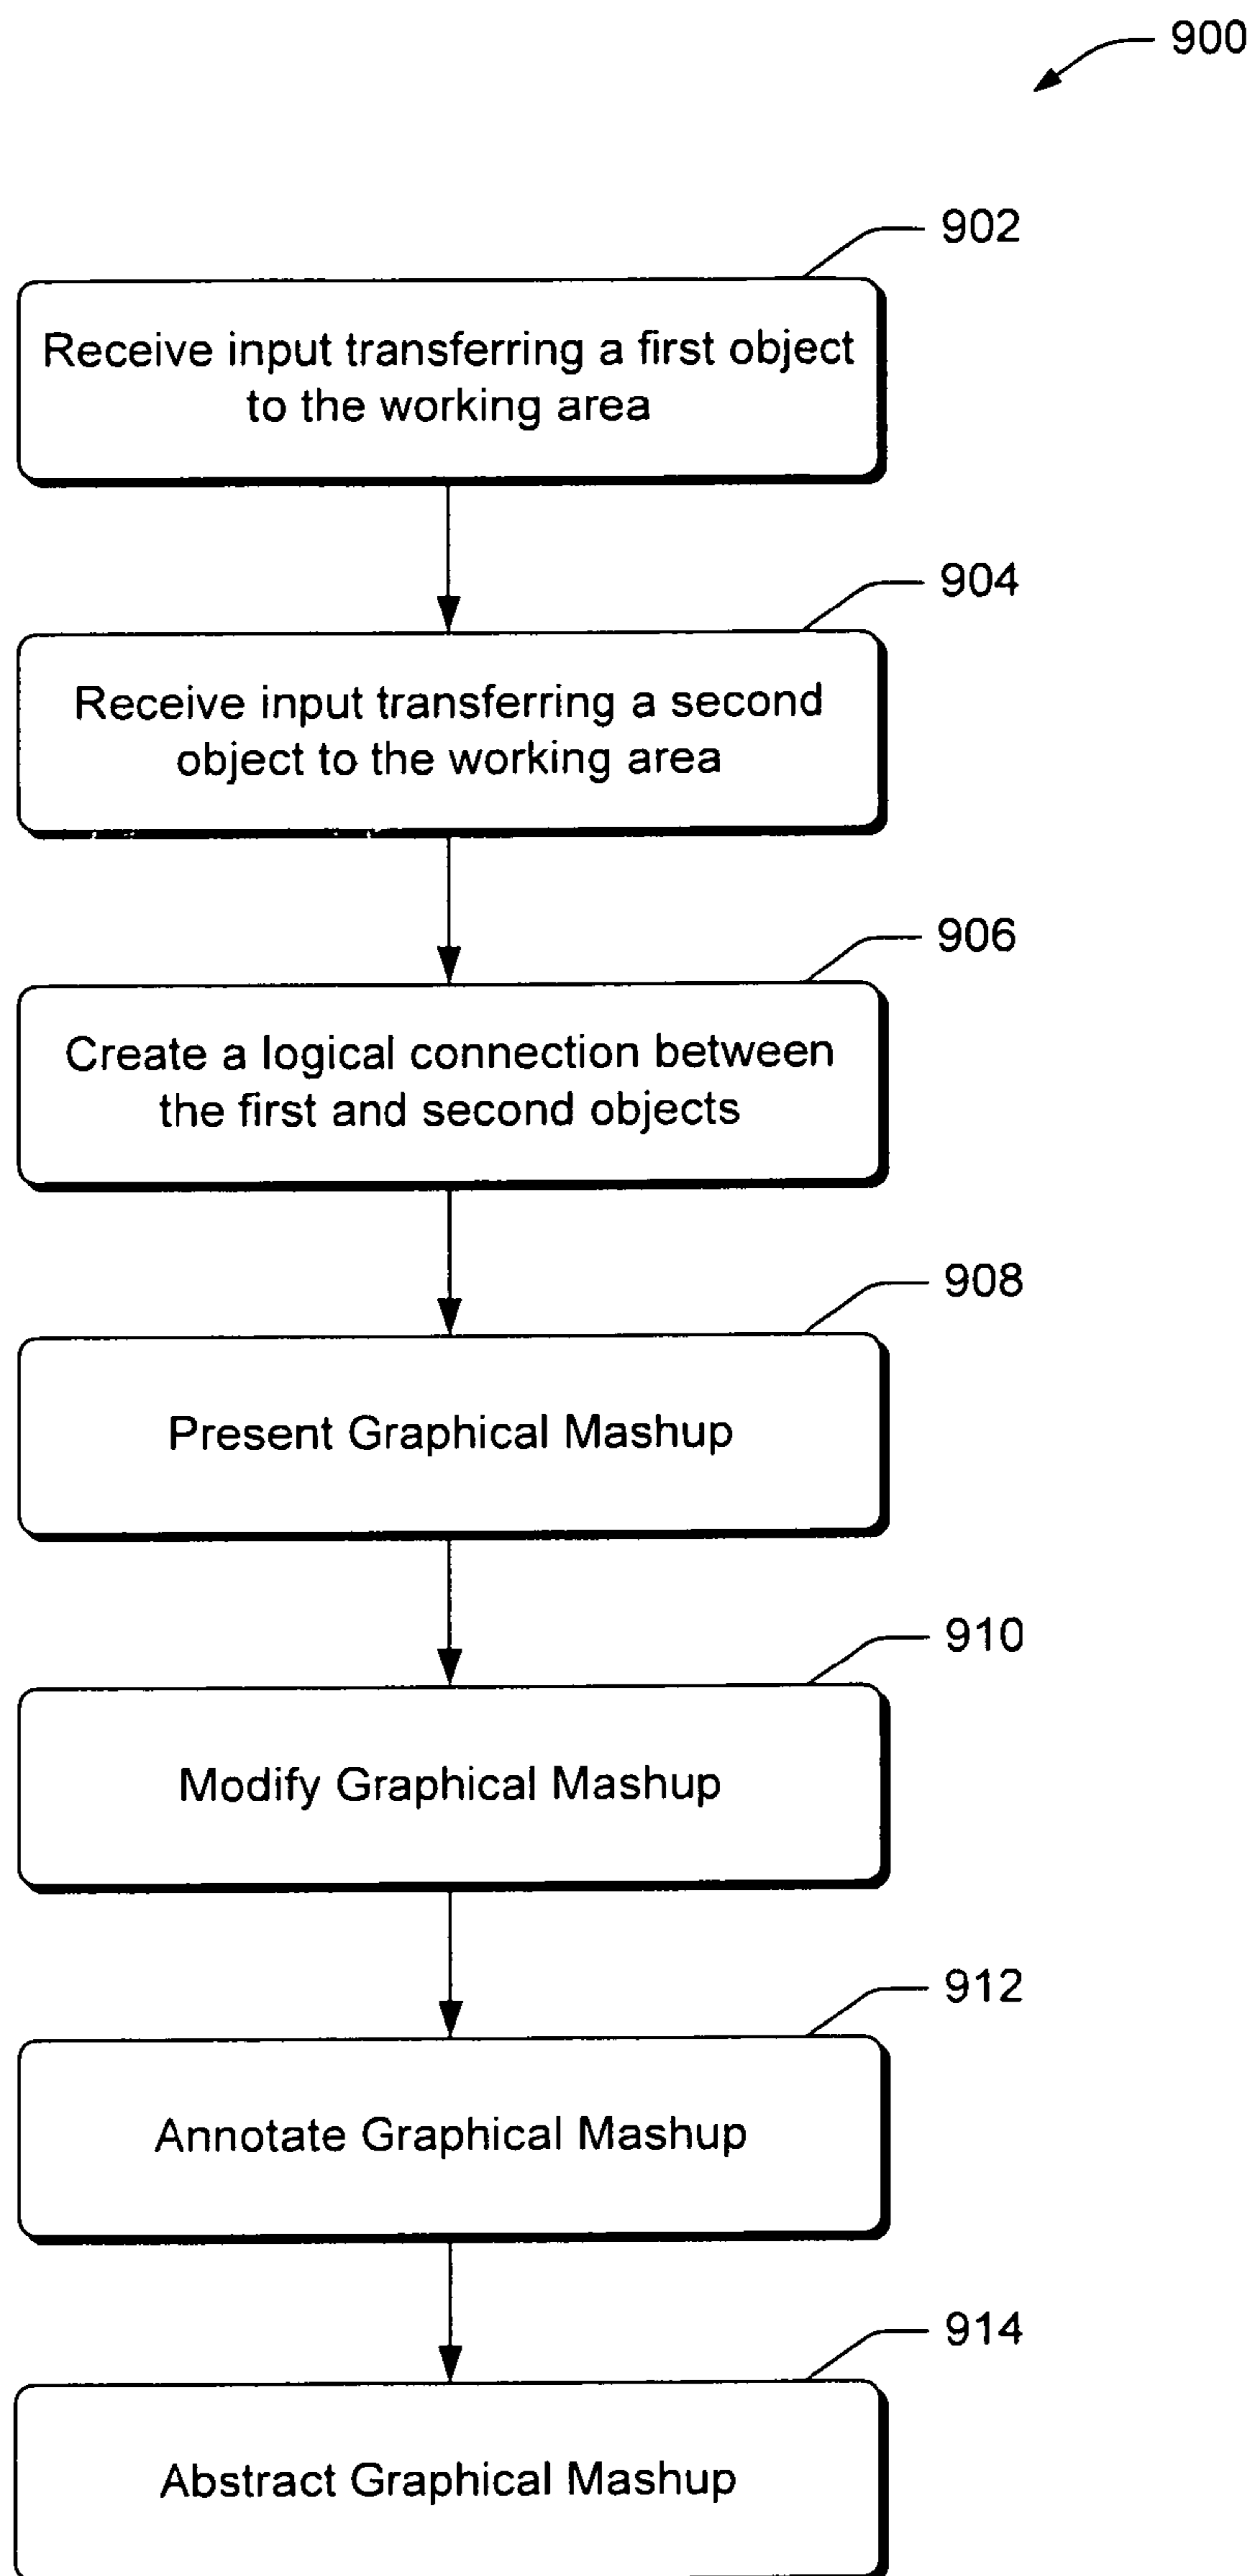 900
902
Receive input transferring a first object
to the working area
904
Receive input transferring a second
object to the working area
906
Create a logical connection between
the first and second objects
908
Present Graphical Mashup
910
Modify Graphical Mashup
912
Annotate Graphical Mashup
914
Abstract Graphical Mashup